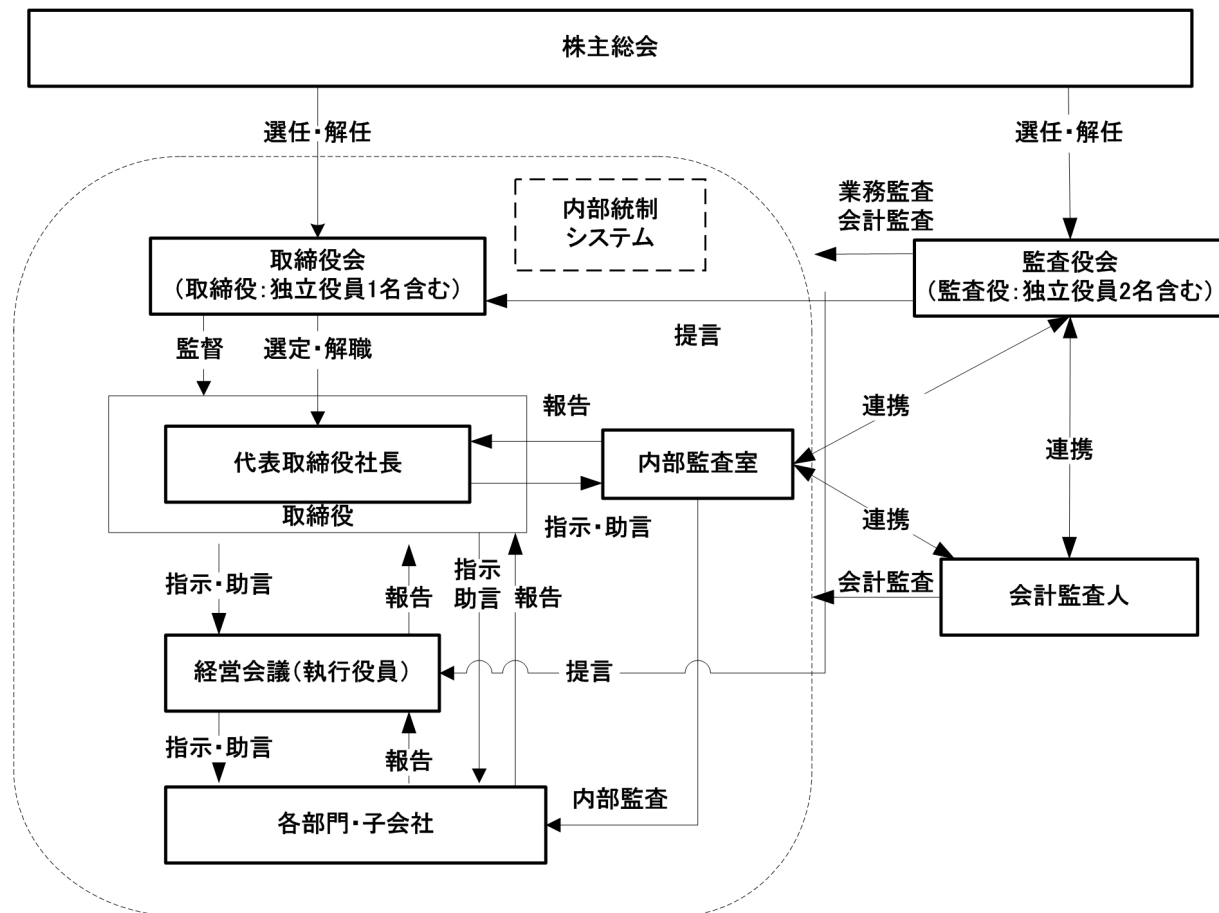 株主総会
選任・解任
選任・解任
内部統制
システム
業務監査
会計監査
取締役会
(取締役:独立役員1名含む)
監査役会
(監査役:独立役員2名含む)
提言
監督
選定・解職
連携
連携
報告
代表取締役社長
内部監査室
取締役
指示・助言
連携
指示・助言
報告
指示
助言
報告
会計監査
会計監査人
経営会議(執行役員)
提言
指示・助言
報告
内部監査
各部門・子会社